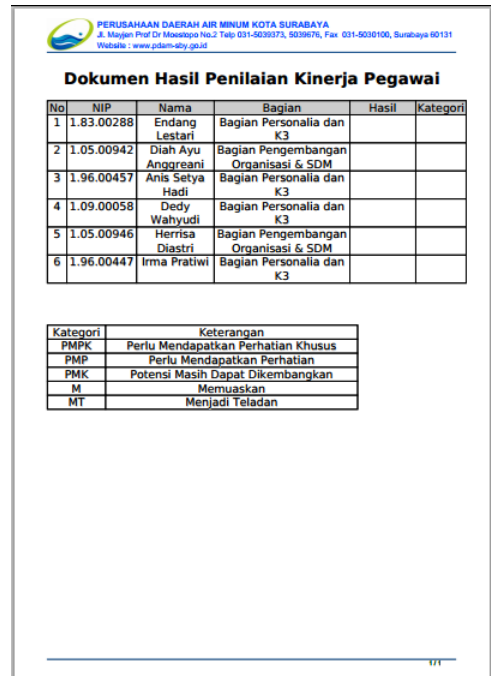 PERUSAHAAN DAERAH AIR MINUM KOTA SURABAYA
Jl. Mayjen Prof Dr Moestopo No.2 Telp 031-5039373, 5039676, Fax 031-5030100, Surabaya 60131
Website : www.pdam-sby.go.id
Dokumen Hasil Penilaian Kinerja Pegawai
No NIP Nama Bagian Hasil Kategori
1 1.83.00288 Endang Bagian Personalia dan
Lestari K3
2 1.05.00942 Diah Ayu Bagian Pengembangan
Anggreani Organisasi & SDM
3 1.96.00457 Anis Setya Bagian Personalia dan
Hadi K3
4 1.09.00058 Dedy Bagian Personalia dan
Wahyudi K3
5 1.05.00946 Herrisa Bagian Pengembangan
Diastri Organisasi & SDM
6 1.96.00447 Irma Pratiwi Bagian Personalia dan
K3
Kategori Keterangan
PMPK Perlu Mendapatkan Perhatian Khusus
PMP Perlu Mendapatkan Perhatian
PMK Potensi Masih Dapat Dikembangkan
M Memuaskan
MT Menjadi Teladan
1/1